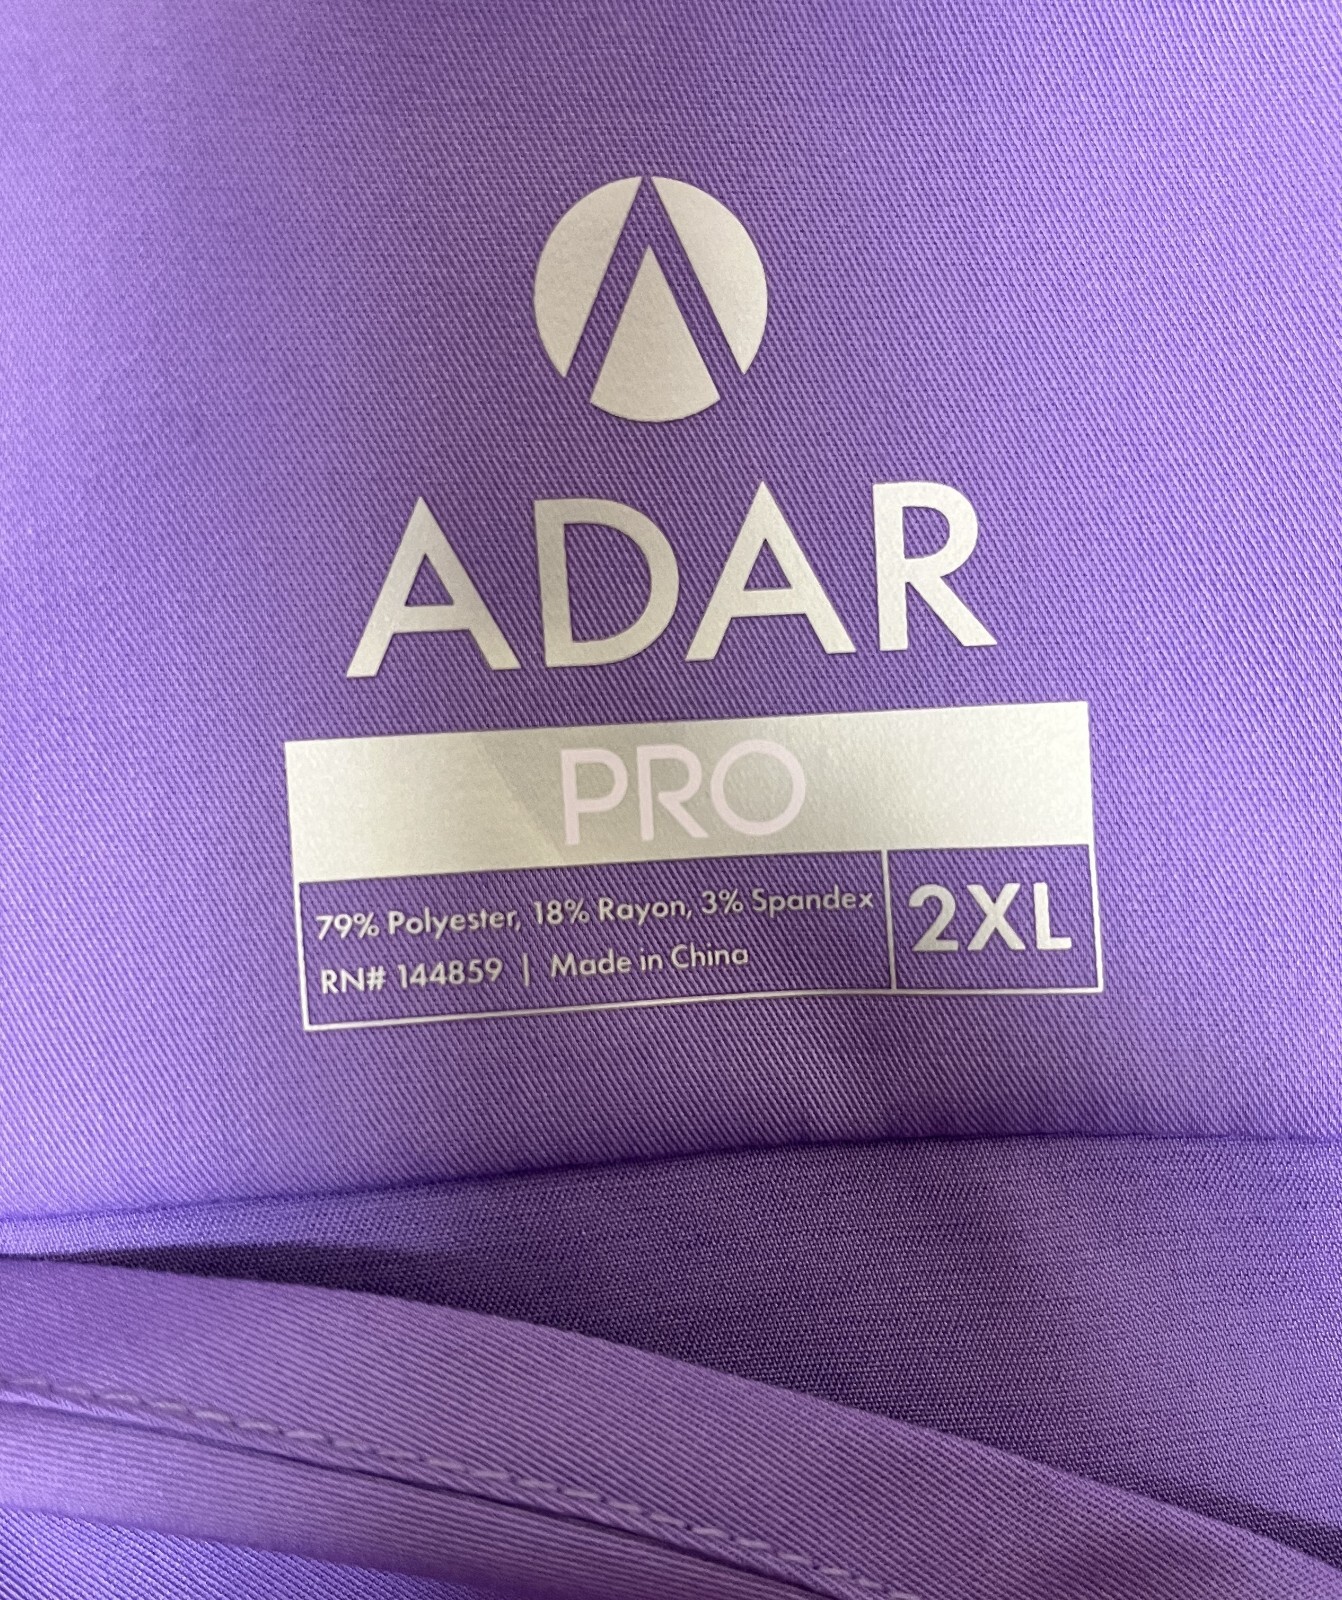 ADAR
PRO
79% Polyester, 18% Rayon, 3% Spandex
RN# 144859 | Made in China
2XL